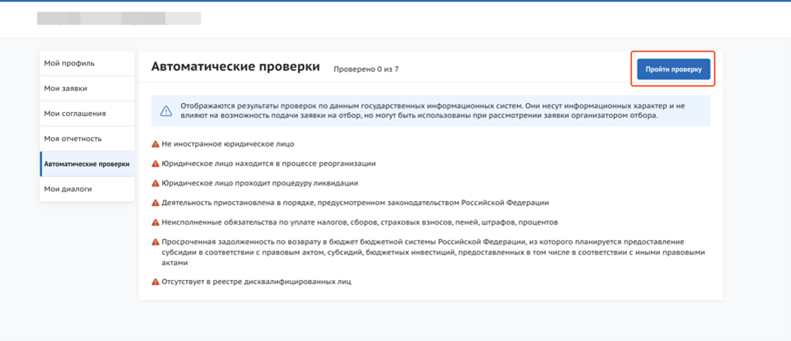 Мой профиль
Мои заявки
Мои соглашения
Моя отчетность
Автоматические проверки
Мои диалоги
Автоматические проверки Проверено 0 из 7
Пройти проверку
Отображаются результаты проверок по данным государственных информационных систем. Они несут информационных характер и не
влияют на возможность подачи заявки на отбор, но могут быть использованы при рассмотрении заявки организатором отбора.
Не иностранное юридическое лицо
Юридическое лицо находится в процессе реорганизации
Юридическое лицо проходит процедуру ликвидации
Деятельность приостановлена в порядке, предусмотренном законодательством Российской Федерации
Неисполненные обязательства по уплате налогов, сборов, страховых взносов, пеней, штрафов, процентов
Просроченная задолженность по возврату в бюджет бюджетной системы Российской Федерации, из которого планируется предоставление
субсидии в соответствии с правовым актом, субсидий, бюджетных инвестиций, предоставленных в том числе в соответствии с иными правовыми
актами
Отсутствует в реестре дисквалифицированных лиц